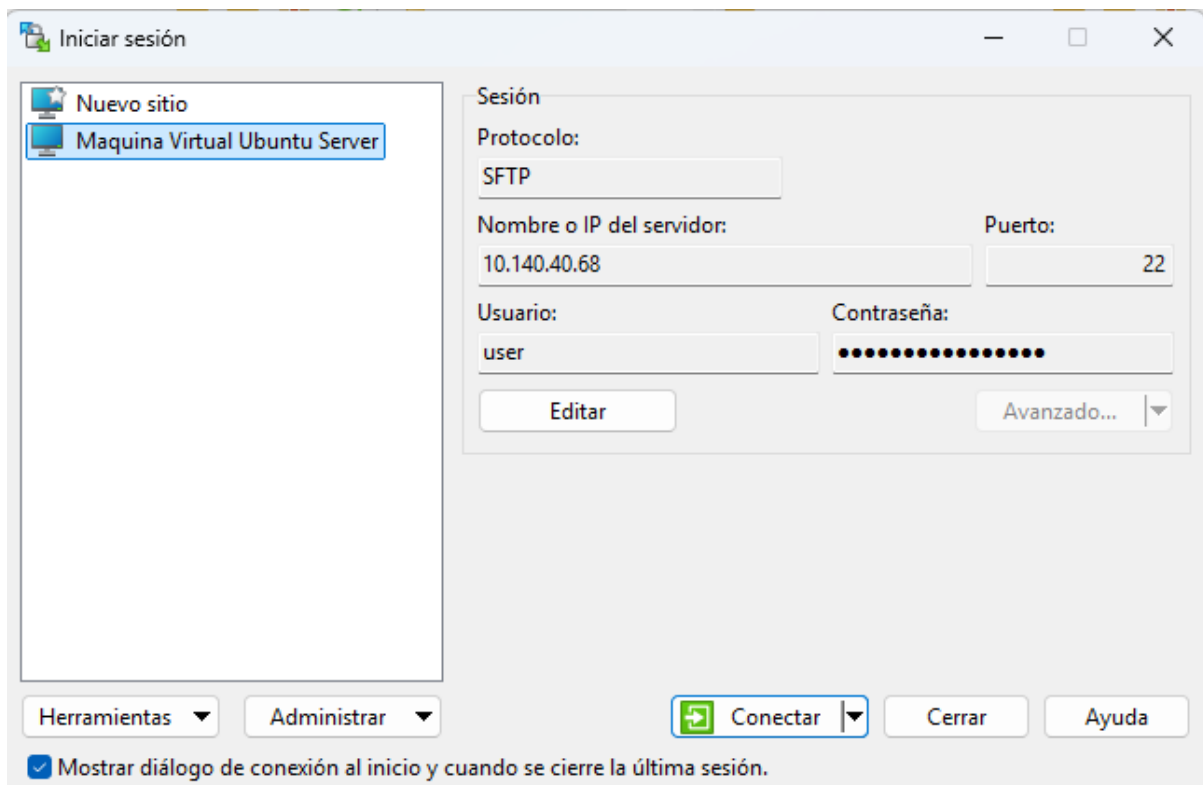 Iniciar sesión
Nuevo sitio
Maquina Virtual Ubuntu Server
Sesión
Protocolo:
SFTP
Nombre o IP del servidor: Puerto:
10.140.40.68 22
Usuario: Contraseña:
user ••••••••••••••••
Editar Avanzado...
Herramientas Administrar Conectar Cerrar Ayuda
Mostrar diálogo de conexión al inicio y cuando se cierre la última sesión.